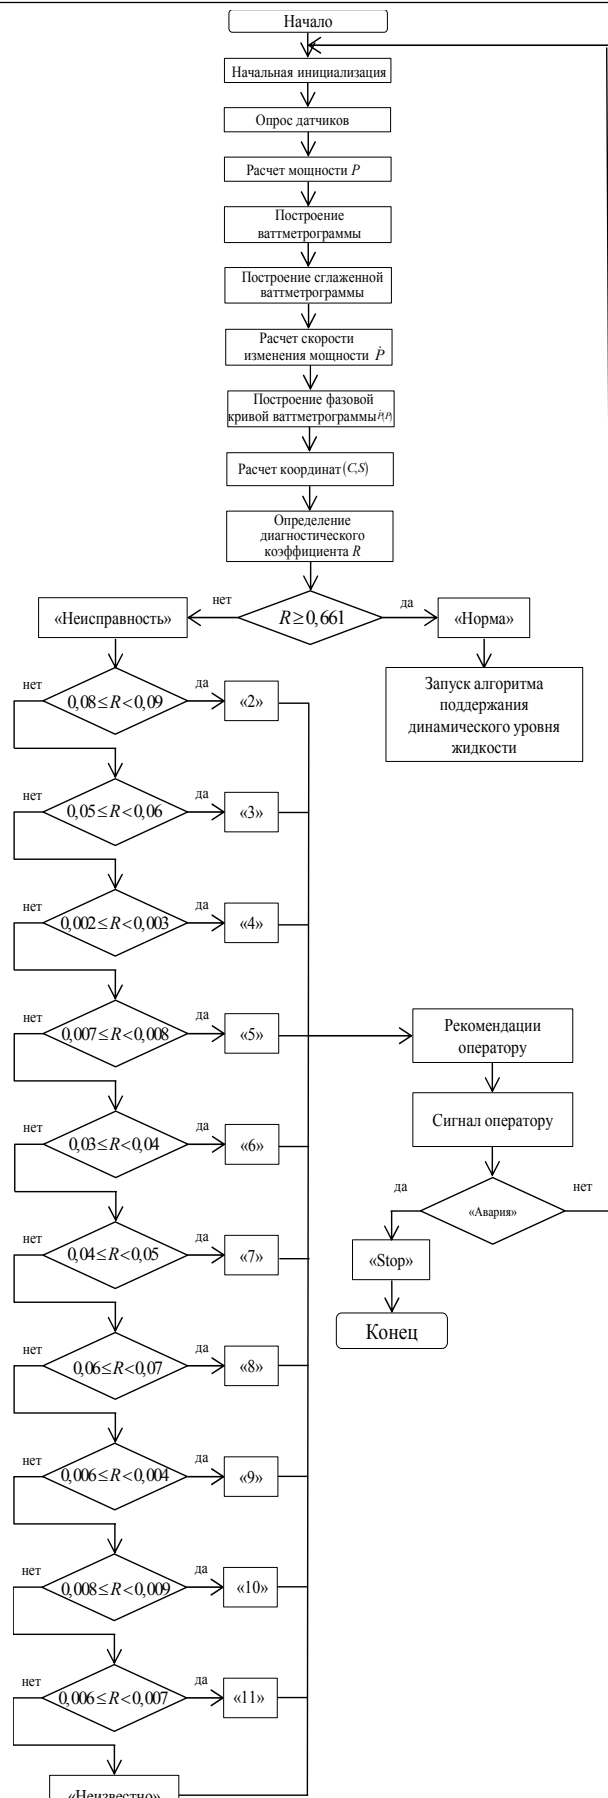 Начало
Начальная инициализация
Опрос датчиков
Расчет мощности P
Построение
ваттметрограммы
Построение сглаженной
ваттметрограммы
Расчет скорости
изменения мощности Ṗ
Построение фазовой
кривой ваттметрограммы Ṗ(P)
Расчет координат (C,S)
Определение
диагностического
коэффициента R
«Неисправность»
нет
R≥0,661
да
«Норма»
Запуск алгоритма
поддержания
динамического уровня
жидкости
нет
0,08≤R<0,09
да
«2»
нет
0,05≤R<0,06
да
«3»
нет
0,002≤R<0,003
да
«4»
нет
0,007≤R<0,008
да
«5»
Рекомендации
оператору
Сигнал оператору
нет
0,03≤R<0,04
да
«6»
да
«Авария»
нет
«Stop»
Конец
нет
0,04≤R<0,05
да
«7»
нет
0,06≤R<0,07
да
«8»
нет
0,006≤R<0,004
да
«9»
нет
0,008≤R<0,009
да
«10»
нет
0,006≤R<0,007
да
«11»
«Неизвестно»